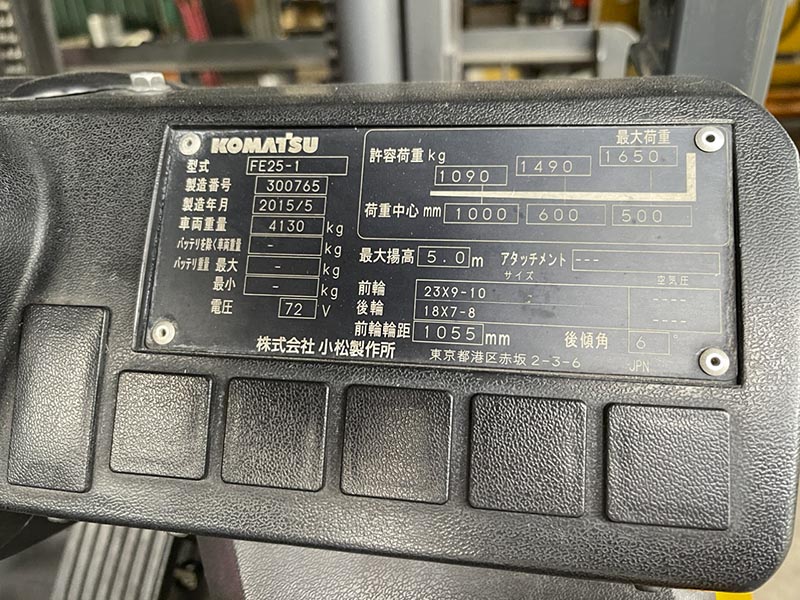 KOMATSU
型式 FE25-1
製造番号 300765
製造年月 2015/5
車両重量 4130 kg
バッテリを除く車両重量 - kg
バッテリ重量 最大 - kg
最小 - kg
電圧 72 V
株式会社 小松製作所
最大荷重
許容荷重 kg 1090 1490 1650
荷重中心 mm 1000 600 500
最大揚高 5.0 m アタッチメント ---
サイズ 空気圧
前輪 23X9-10 ----
後輪 18X7-8 ----
前輪輪距 1055 mm 後傾角 6 °
東京都港区赤坂 2-3-6 JPN